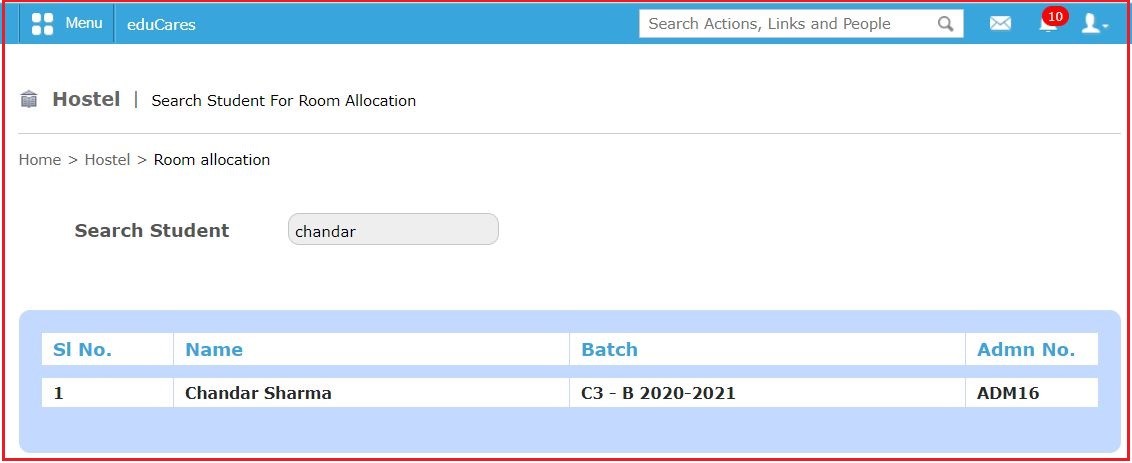 Menu eduCares Search Actions, Links and People 10
Hostel | Search Student For Room Allocation
Home > Hostel > Room allocation
Search Student chandar
Sl No. Name Batch Admn No.
1 Chandar Sharma C3 - B 2020-2021 ADM16